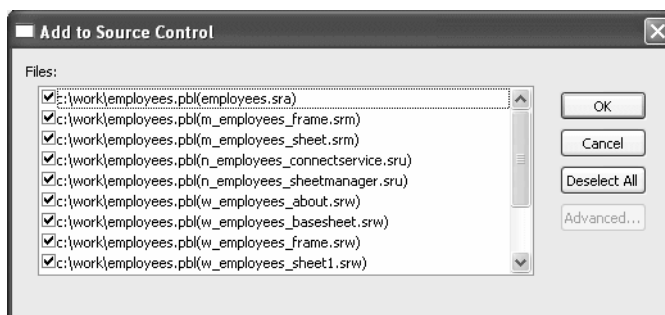 Add to Source Control
Files:
c:\work\employees.pbl(employees.sra)
c:\work\employees.pbl(m_employees_frame.srm)
c:\work\employees.pbl(m_employees_sheet.srm)
c:\work\employees.pbl(n_employees_connectservice.sru)
c:\work\employees.pbl(n_employees_sheetmanager.sru)
c:\work\employees.pbl(w_employees_about.srw)
c:\work\employees.pbl(w_employees_basesheet.srw)
c:\work\employees.pbl(w_employees_frame.srw)
c:\work\employees.pbl(w_employees_sheet1.srw)
OK
Cancel
Deselect All
Advanced...